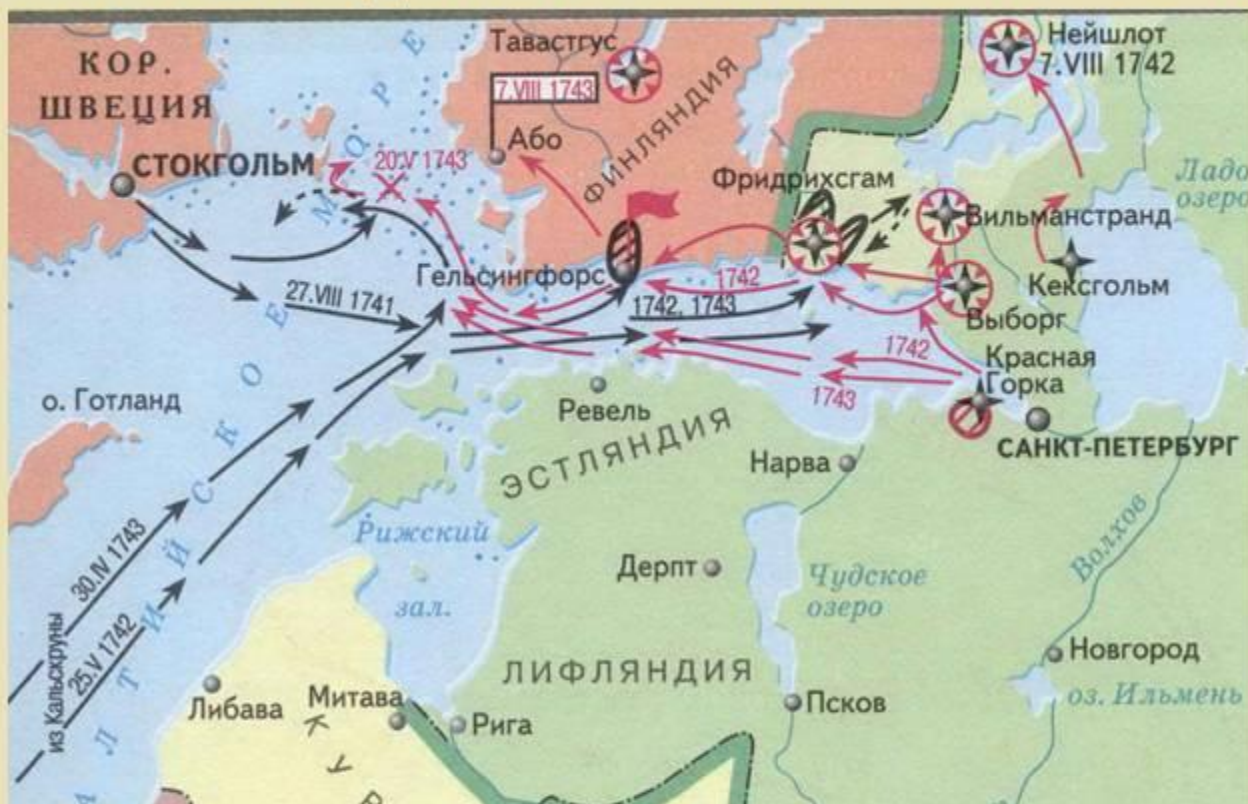 КОР.
ШВЕЦИЯ
СТОКГОЛЬМ
Тавастгус
7.VIII 1743
Або
ФИНЛЯНДИЯ
20.V 1743
Нейшлот
7.VIII 1742
Ладо
озеро
Фридрихсгам
Вильманстранд
Кексгольм
Выборг
Гельсингфорс
1742
27.VIII 1741
1742, 1743
1742
1743
Красная
Горка
САНКТ-ПЕТЕРБУРГ
о. Готланд
Ревель
ЭСТЛЯНДИЯ
Нарва
АЛТИЙСКОЕ МОРЕ
Рижский
зал.
Дерпт
Чудское
озеро
Волхов
30.IV 1743
25.V 1742
из Кальскруны
ЛИФЛЯНДИЯ
Новгород
оз. Ильмень
Либава
Митава
Рига
Псков
КУР